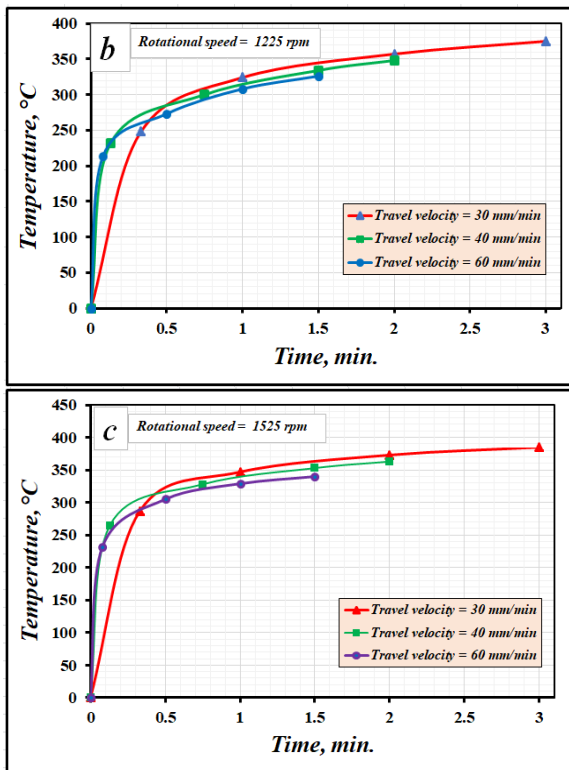 b
Rotational speed = 1225 rpm
400
350
300
250
200
150
100
50
0
Temperature, °C
0
0.5
1
1.5
2
2.5
3
Time, min.
Travel velocity = 30 mm/min
Travel velocity = 40 mm/min
Travel velocity = 60 mm/min
c
Rotational speed = 1525 rpm
450
400
350
300
250
200
150
100
50
0
Temperature, °C
0
0.5
1
1.5
2
2.5
3
Time, min.
Travel velocity = 30 mm/min
Travel velocity = 40 mm/min
Travel velocity = 60 mm/min